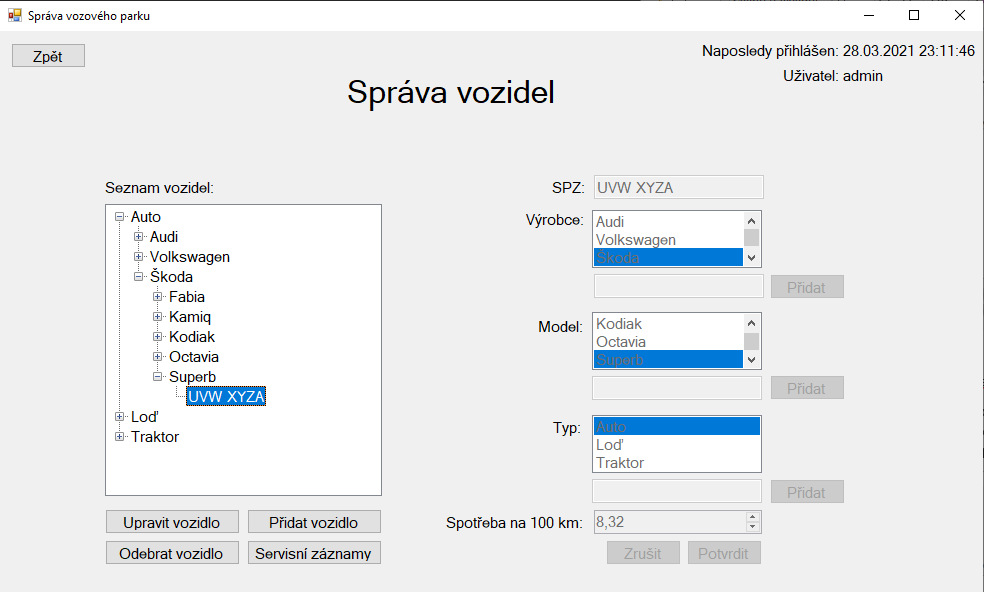 Správa vozového parku
Zpět
Naposledy přihlášen: 28.03.2021 23:11:46
Uživatel: admin
Správa vozidel
Seznam vozidel:
Auto
Audi
Volkswagen
Škoda
Fabia
Kamiq
Kodiak
Octavia
Superb
UVW XYZA
Loď
Traktor
Upravit vozidlo
Přidat vozidlo
Odebrat vozidlo
Servisní záznamy
SPZ:
UVW XYZA
Výrobce:
Audi
Volkswagen
Škoda
Přidat
Model:
Kodiak
Octavia
Superb
Přidat
Typ:
Auto
Loď
Traktor
Přidat
Spotřeba na 100 km:
8,32
Zrušit
Potvrdit